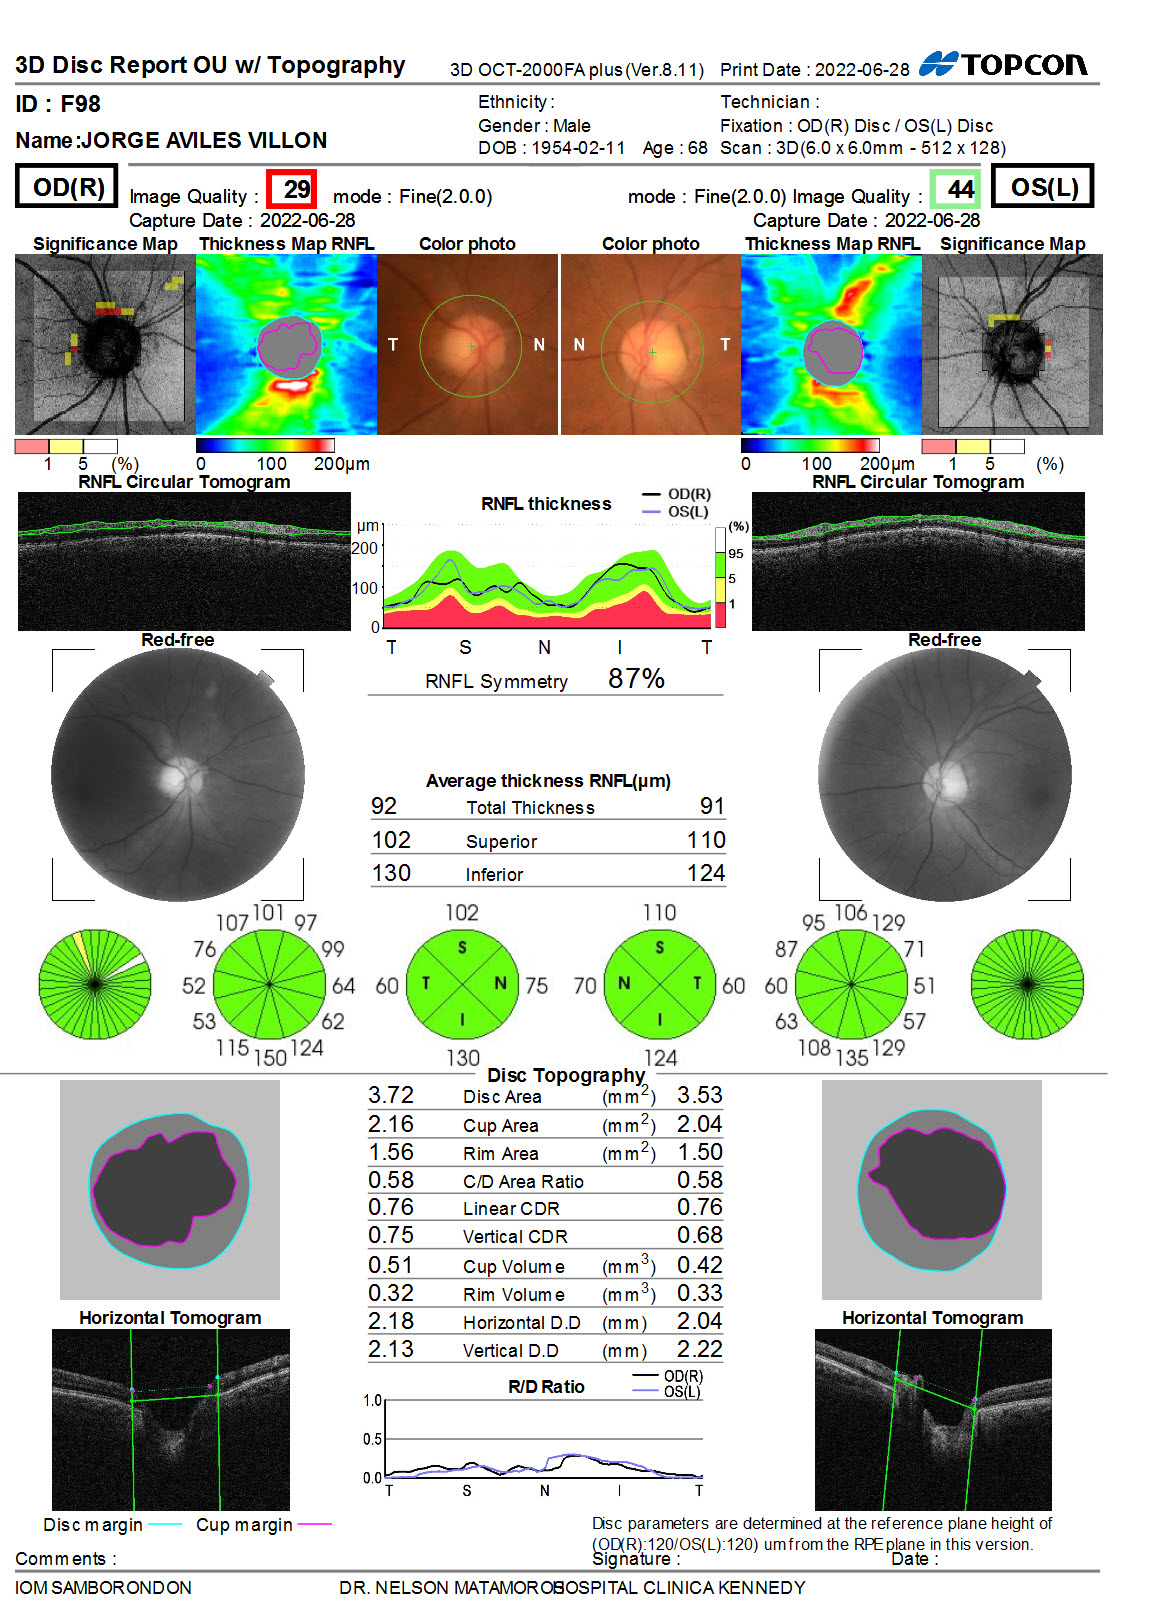 3D Disc Report OU w/ Topography 3D OCT-2000FA plus(Ver.8.11) Print Date : 2022-06-28 TOPCON
ID : F98 Ethnicity : Technician :
Gender : Male Fixation : OD(R) Disc / OS(L) Disc
Name:JORGE AVILES VILLON DOB : 1954-02-11 Age : 68 Scan : 3D(6.0 x 6.0mm - 512 x 128)
OD(R) Image Quality : 29 mode : Fine(2.0.0) mode : Fine(2.0.0) Image Quality : 44 OS(L)
Capture Date : 2022-06-28 Capture Date : 2022-06-28
Significance Map Thickness Map RNFL Color photo Color photo Thickness Map RNFL Significance Map
T N N T
1 5 (%) 0 100 200µm 0 100 200µm 1 5 (%)
RNFL Circular Tomogram RNFL Circular Tomogram
RNFL thickness OD(R)
OS(L)
µm (%)
200 95
100 5
1
0
T S N I T
Red-free Red-free
RNFL Symmetry 87%
Average thickness RNFL(µm)
92 Total Thickness 91
102 Superior 110
130 Inferior 124
107 101 97 102 110 95 106 129
76 99 S S 87 71
52 64 60 T N 75 70 N T 60 60 51
53 62 I I 63 57
115 150 124 130 124 108 135 129
Disc Topography
3.72 Disc Area (mm2) 3.53
2.16 Cup Area (mm2) 2.04
1.56 Rim Area (mm2) 1.50
0.58 C/D Area Ratio 0.58
0.76 Linear CDR 0.76
0.75 Vertical CDR 0.68
0.51 Cup Volume (mm3) 0.42
0.32 Rim Volume (mm3) 0.33
2.18 Horizontal D.D (mm) 2.04
2.13 Vertical D.D (mm) 2.22
Horizontal Tomogram Horizontal Tomogram
R/D Ratio OD(R)
OS(L)
1.0
0.5
0.0
T S N I T
Disc margin Cup margin
Disc parameters are determined at the reference plane height of
(OD(R):120/OS(L):120) um from the RPE plane in this version.
Comments : Signature : Date :
IOM SAMBORONDON DR. NELSON MATAMOROS HOSPITAL CLINICA KENNEDY